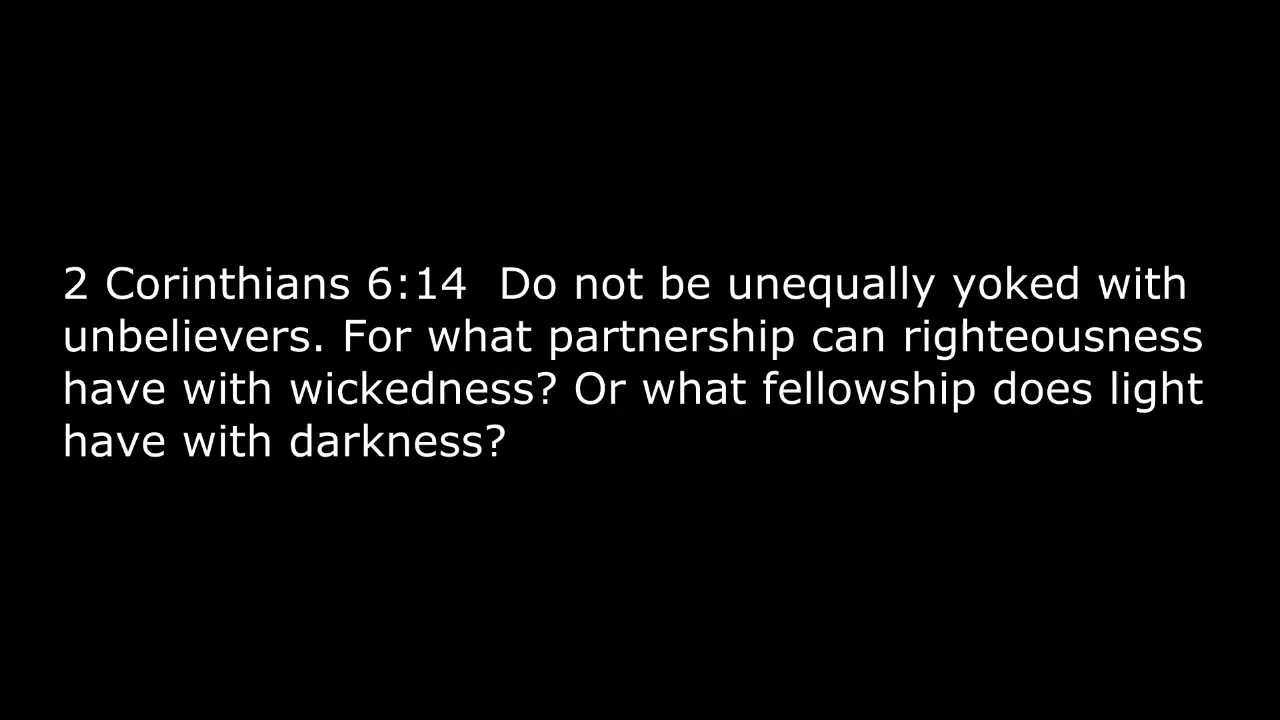 2 Corinthians 6:14  Do not be unequally yoked with
unbelievers. For what partnership can righteousness
have with wickedness? Or what fellowship does light
have with darkness?